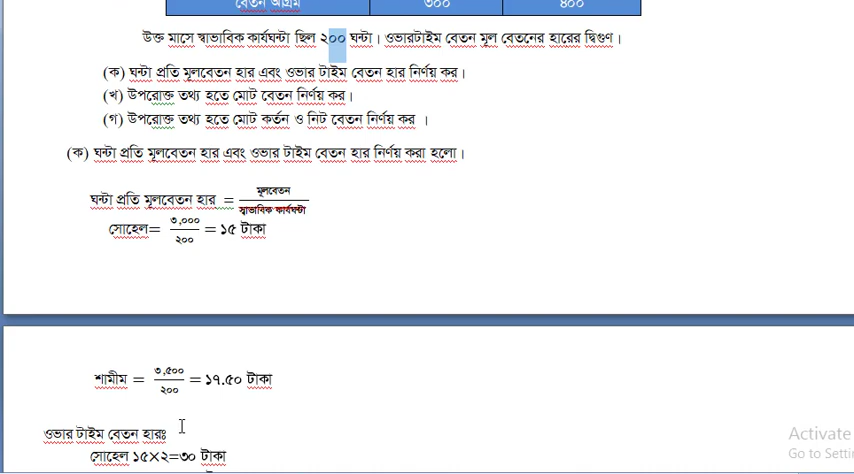 বেতন অগ্রিম ৩০০ ৪০০
উক্ত মাসে স্বাভাবিক কার্যঘন্টা ছিল ২০০ ঘন্টা। ওভারটাইম বেতন মূল বেতনের হারের দ্বিগুণ।
(ক) ঘন্টা প্রতি মূলবেতন হার এবং ওভার টাইম বেতন হার নির্ণয় কর।
(খ) উপরোক্ত তথ্য হতে মোট বেতন নির্ণয় কর।
(গ) উপরোক্ত তথ্য হতে মোট কর্তন ও নিট বেতন নির্ণয় কর ।
(ক) ঘন্টা প্রতি মূলবেতন হার এবং ওভার টাইম বেতন হার নির্ণয় করা হলো।
ঘন্টা প্রতি মূলবেতন হার = মূলবেতন/স্বাভাবিক কার্যঘন্টা
সোহেল= ৩,০০০/২০০ = ১৫ টাকা
শামীম = ৩,৫০০/২০০ = ১৭.৫০ টাকা
ওভার টাইম বেতন হারঃ
সোহেল ১৫×২=৩০ টাকা
Activate
Go to Setti